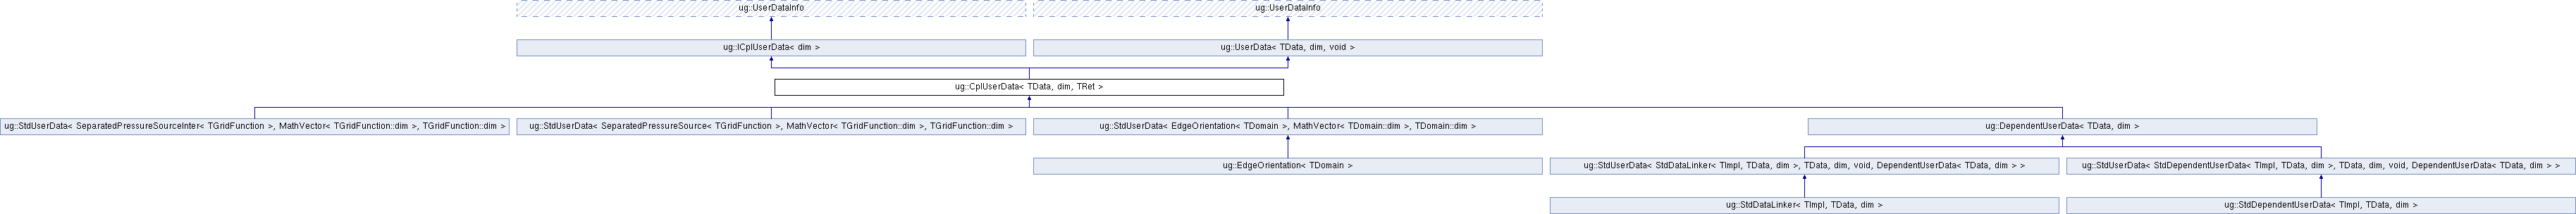 ug::UserDataInfo
ug::UserDataInfo
ug::ICplUserData< dim >
ug::UserData< TData, dim, void >
ug::CplUserData< TData, dim, TRet >
ug::StdUserData< SeparatedPressureSourceInter< TGridFunction >, MathVector< TGridFunction::dim >, TGridFunction::dim >
ug::StdUserData< SeparatedPressureSource< TGridFunction >, MathVector< TGridFunction::dim >, TGridFunction::dim >
ug::StdUserData< EdgeOrientation< TDomain >, MathVector< TDomain::dim >, TDomain::dim >
ug::DependentUserData< TData, dim >
ug::EdgeOrientation< TDomain >
ug::StdUserData< StdDataLinker< TImpl, TData, dim >, TData, dim, void, DependentUserData< TData, dim > >
ug::StdUserData< StdDependentUserData< TImpl, TData, dim >, TData, dim, void, DependentUserData< TData, dim > >
ug::StdDataLinker< TImpl, TData, dim >
ug::StdDependentUserData< TImpl, TData, dim >